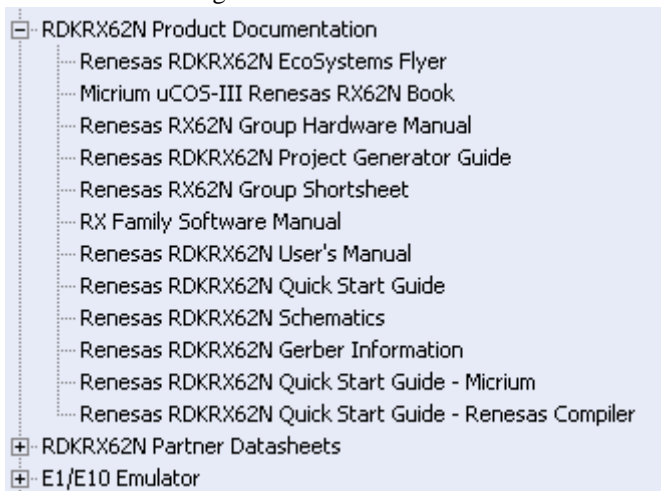 RDKRX62N Product Documentation
Renesas RDKRX62N EcoSystems Flyer
Micrium uCOS-III Renesas RX62N Book
Renesas RX62N Group Hardware Manual
Renesas RDKRX62N Project Generator Guide
Renesas RX62N Group Shortsheet
RX Family Software Manual
Renesas RDKRX62N User's Manual
Renesas RDKRX62N Quick Start Guide
Renesas RDKRX62N Schematics
Renesas RDKRX62N Gerber Information
Renesas RDKRX62N Quick Start Guide - Micrium
Renesas RDKRX62N Quick Start Guide - Renesas Compiler
RDKRX62N Partner Datasheets
E1/E10 Emulator